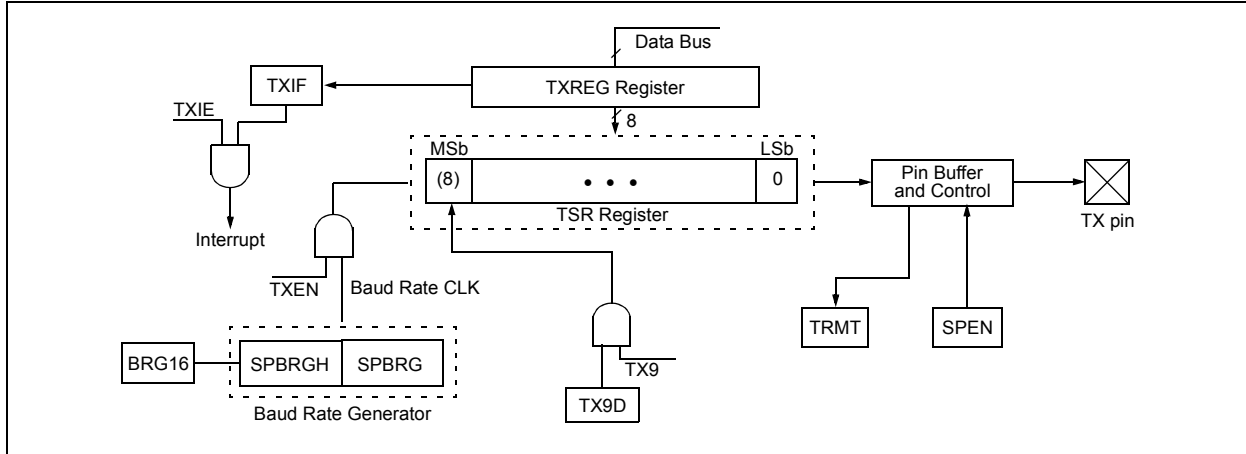 Data Bus
TXIF
TXREG Register
TXIE
8
MSb
LSb
(8)
• • •
0
Pin Buffer
and Control
TSR Register
TX pin
Interrupt
TXEN
Baud Rate CLK
TRMT
SPEN
BRG16
SPBRGH
SPBRG
TX9
Baud Rate Generator
TX9D